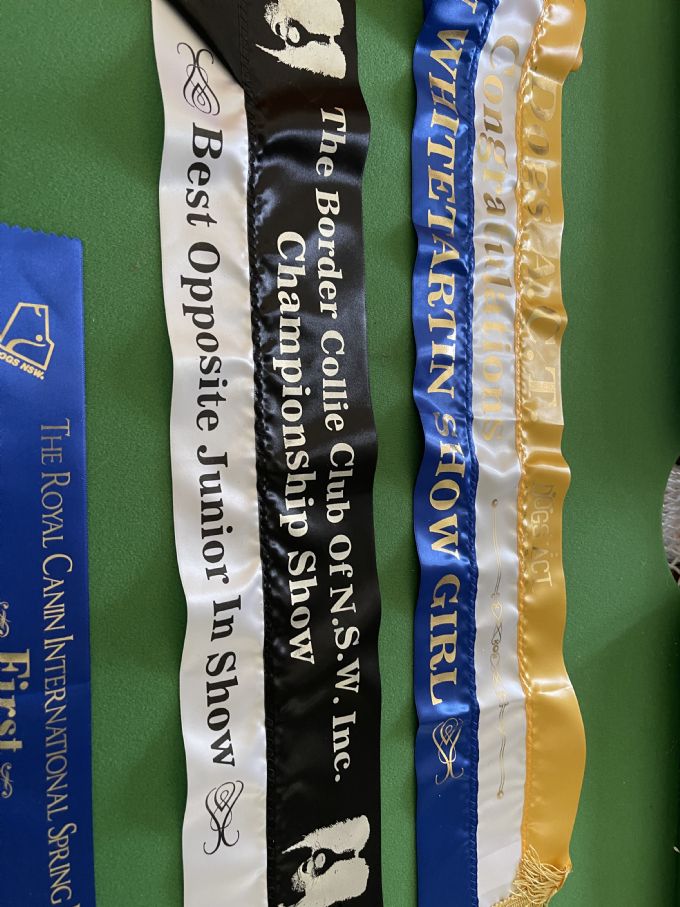 Dogs A.C.T DOGS ACT
Congratulations
WHITETARTIN SHOW GIRL
The Border Collie Club Of N.S.W. Inc.
Championship Show
Best Opposite Junior In Show
THE ROYAL CANIN INTERNATIONAL SPRING
DOGS NSW.
First